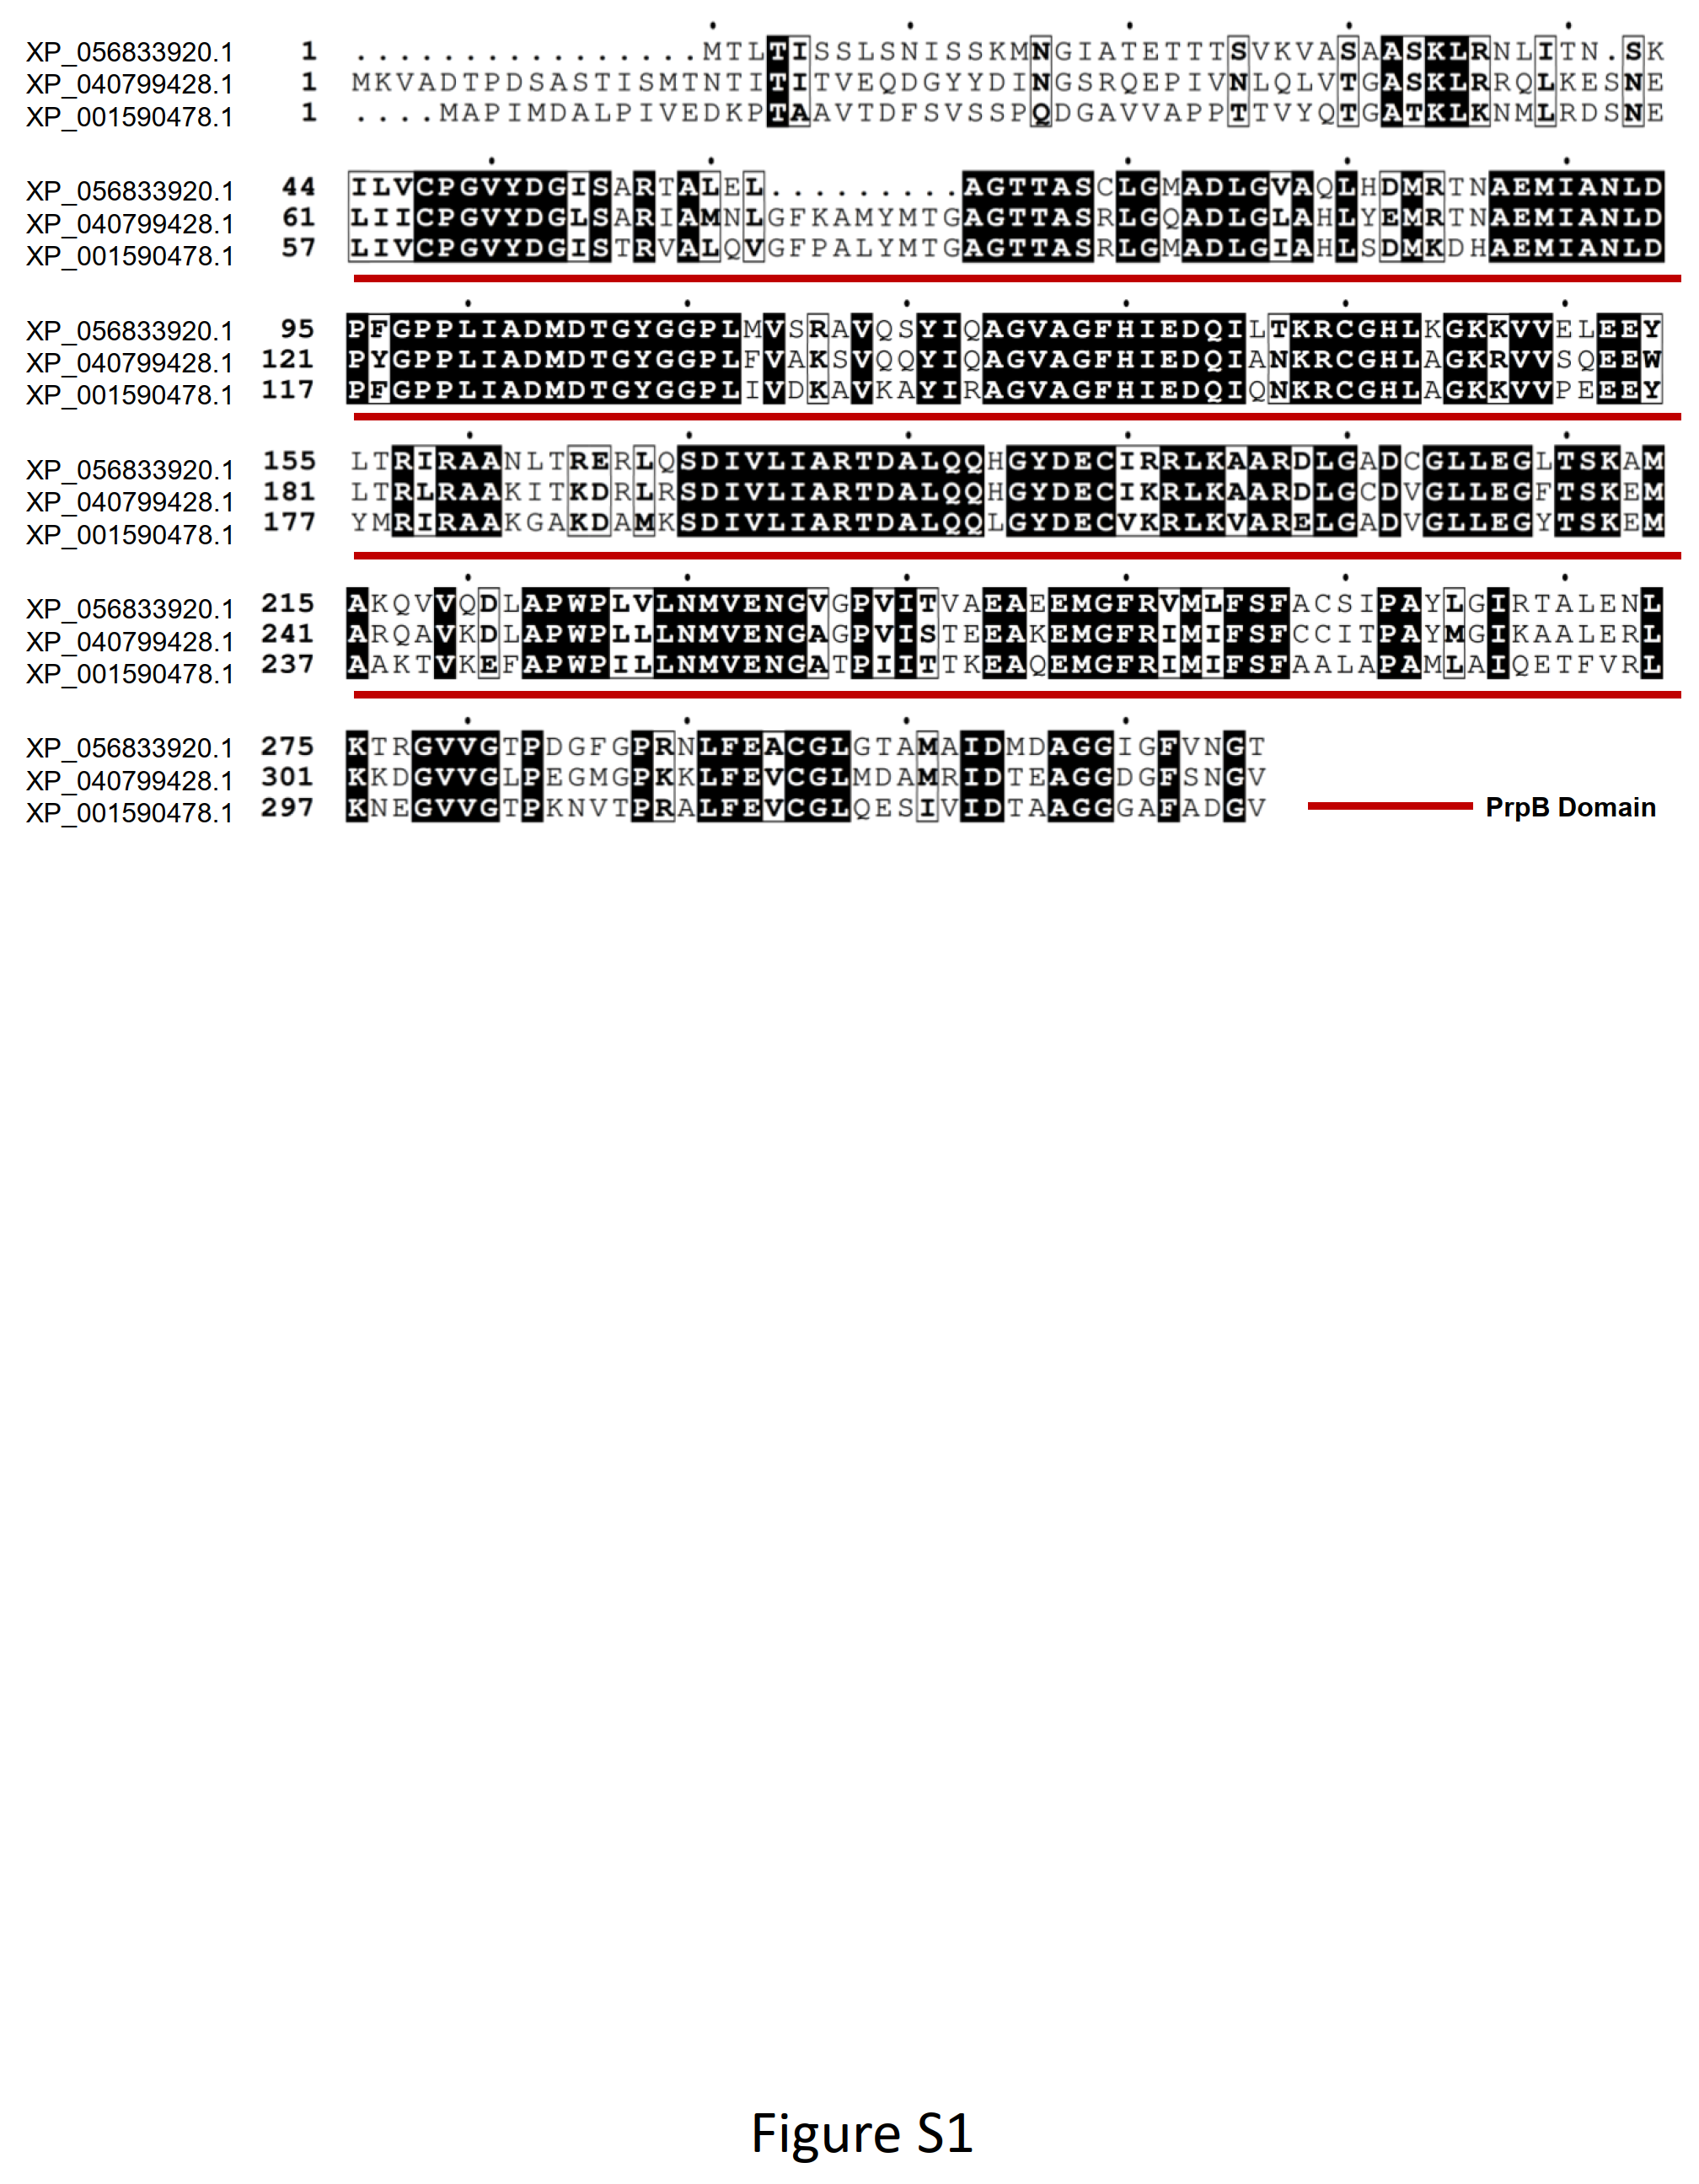 XP_056833920.1 1 ................MTLTISSLSNISSKMNGIATETTTSVKVASAASKLRNLITN.SK
XP_040799428.1 1 MKVADTPDSASTISMTNTITITVEQDGYYDINGSRQEPIVNLQLVTGASKLRRQLKESNE
XP_001590478.1 1 ....MAPIMDALPIVEDKPTAAVTDFSVSSPQDGAVVAPPTTVYQTGATKLKNMLRDSNE
XP_056833920.1 44 ILVCPGVYDGISARTALEL.........AGTTASCLGMADLGVAQLHDMRTNAEMIANLD
XP_040799428.1 61 LIICPGVYDGLSARIAMNLGFKAMYMTGAGTTASRLGQADLGLAHLYEMRTNAEMIANLD
XP_001590478.1 57 LIVCPGVYDGISTRVALQVGFPALYMTGAGTTASRLGMADLGIAHLSDMKDHAEMIANLD
XP_056833920.1 95 PFGPPLIADMDTGYGGPLMVSRAVQSYIQAGVAGFHIEDQILTKRCGHLKGKKVVELEEY
XP_040799428.1 121 PYGPPLIADMDTGYGGPLFVAKSVQQYIQAGVAGFHIEDQIANKRCGHLAGKRVVSQEEW
XP_001590478.1 117 PFGPPLIADMDTGYGGPLIVDKAVKAYIRAGVAGFHIEDQIQNKRCGHLAGKKVVPEEEY
XP_056833920.1 155 LTRIRAANLTRERLQSDIVLIARTDALQQHGYDECIRRLKAARDLGADCGLLEGLTSKAM
XP_040799428.1 181 LTRLRAAKITKDRLRSDIVLIARTDALQQHGYDECIKRLKAARDLGCDVGLLEGFTSKEM
XP_001590478.1 177 YMRIRAAKGAKDAMKSDIVLIARTDALQQLGYDECVKRLKVARELGADVGLLEGYTSKEM
XP_056833920.1 215 AKQVVQDLAPWPLVLNMVENGVGPVITVAEAEEMGFRVMLFSFACSIPAYLGIRTALENL
XP_040799428.1 241 ARQAVKDLAPWPLLLNMVENGAGPVISTEEAKEMGFRIMIFSFCCITPAYMGIKAALERL
XP_001590478.1 237 AAKTVKEFAPWPILLNMVENGATPIITTKEAQEMGFRIMIFSFAALAPAMLAIQETFVRL
XP_056833920.1 275 KTRGVVGTPDGFGPRNLFEACGLGTAMAIDMDAGGIGFVNGT
XP_040799428.1 301 KKDGVVGLPEGMGPKKLFEVCGLMDAMRIDTEAGGDGFSNGV
XP_001590478.1 297 KNEGVVGTPKNVTPRALFEVCGLQESIVIDTAAGGGAFADGV
PrpB Domain
Figure S1